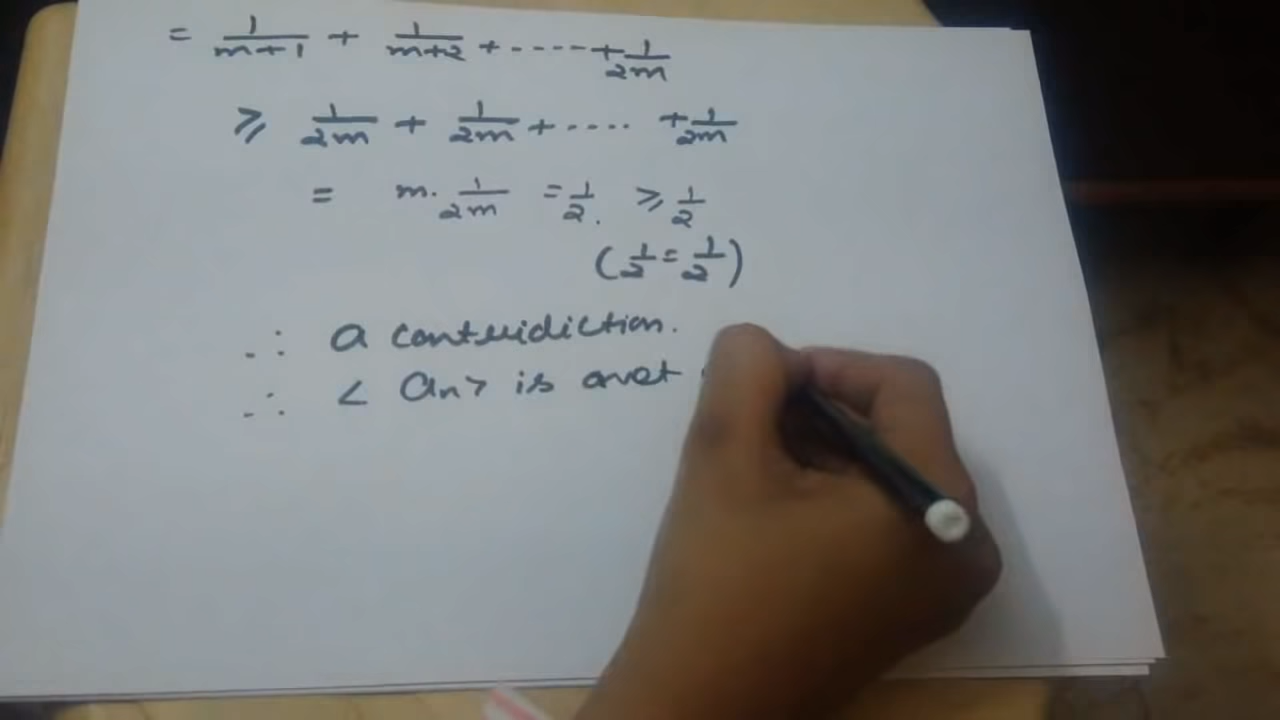 = 1/(m+1) + 1/(m+2) + ----- + 1/2m
≥ 1/2m + 1/2m + ..... + 1/2m
= m. 1/2m = 1/2. ≥ 1/2
(1/2 = 1/2)
∴ a contradiction.
∴ < an> is not